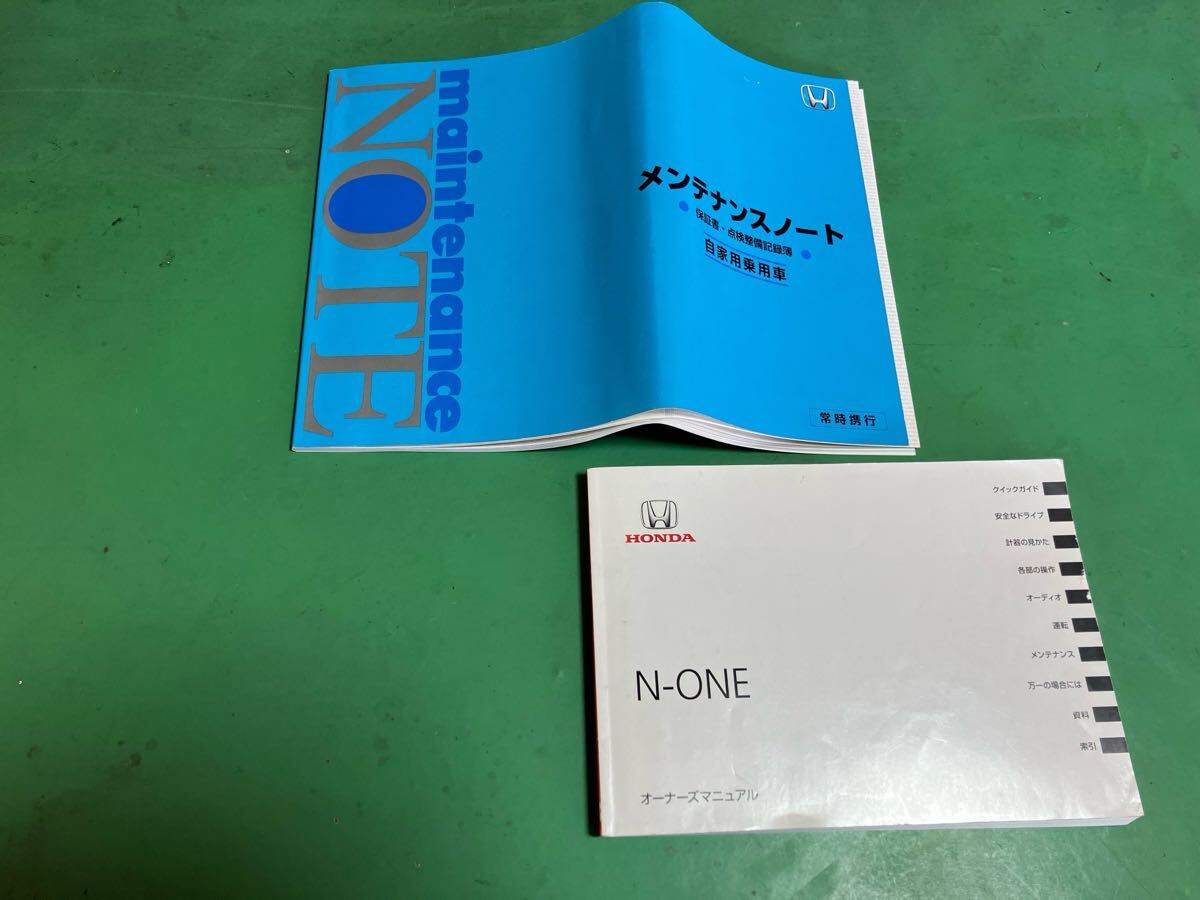 maintenance
NOTE
メンテナンスノート
保証書・点検整備記録簿
自家用乗用車
常時携行
HONDA
N-ONE
オーナーズマニュアル
クイックガイド
安全なドライブ
計器の見かた
各部の操作
オーディオ
運転
メンテナンス
万一の場合には
資料
索引